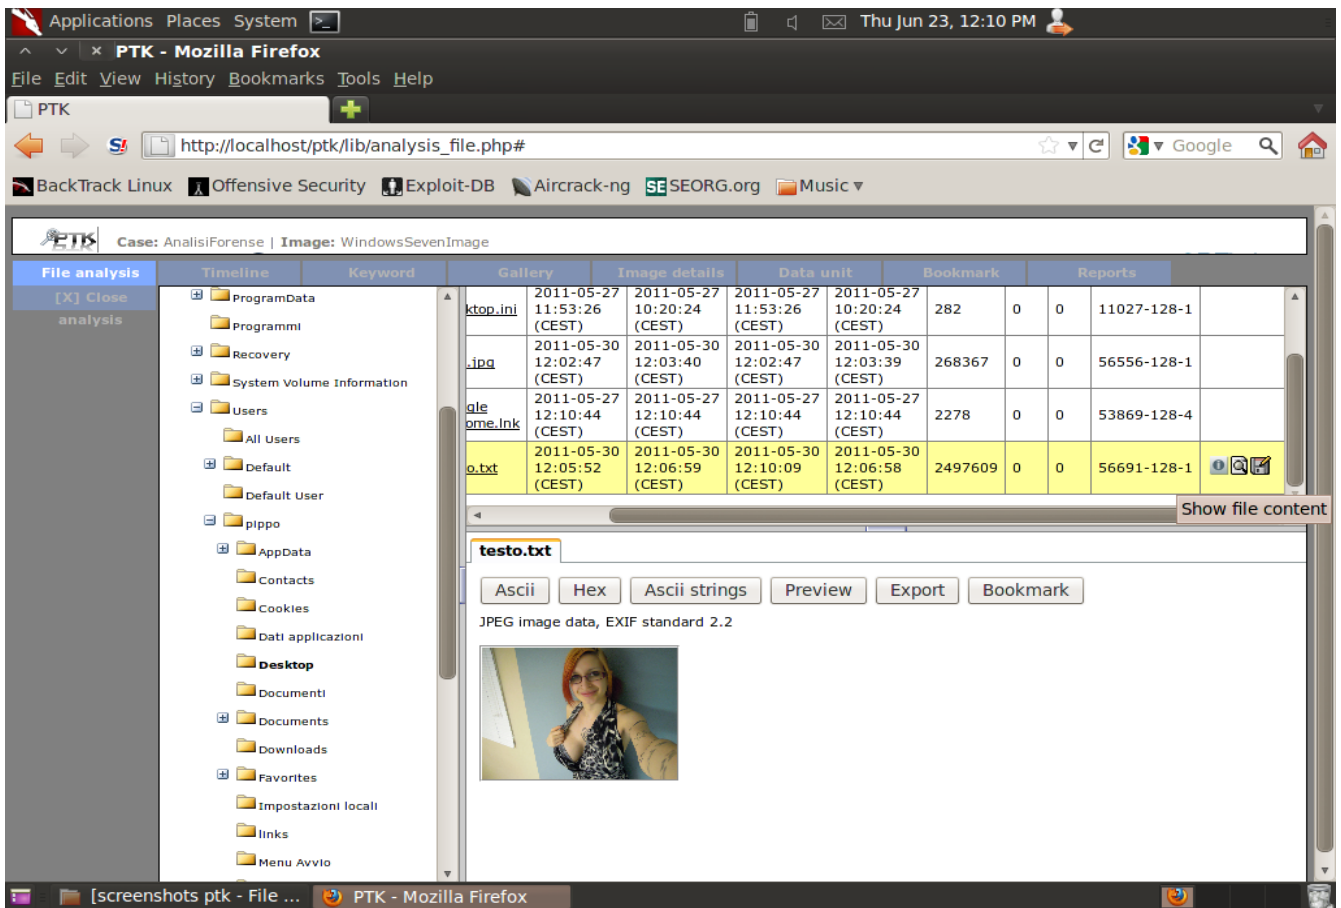 Applications Places System
Thu Jun 23, 12:10 PM
PTK - Mozilla Firefox
File Edit View History Bookmarks Tools Help
PTK
http://localhost/ptk/lib/analysis_file.php#
Google
BackTrack Linux Offensive Security Exploit-DB Aircrack-ng SEORG.org Music
PTK Case: AnalisiForense | Image: WindowsSevenImage
File analysis Timeline Keyword Gallery Image details Data unit Bookmark Reports
[X] Close analysis
ProgramData
Programmi
Recovery
System Volume Information
Users
All Users
Default
Default User
pippo
AppData
Contacts
Cookies
Dati applicazioni
Desktop
Documenti
Documents
Downloads
Favorites
Impostazioni locali
links
Menu Avvio
ktop.ini 2011-05-27 11:53:26 (CEST) 2011-05-27 10:20:24 (CEST) 2011-05-27 11:53:26 (CEST) 2011-05-27 10:20:24 (CEST) 282 0 0 11027-128-1
.jpg 2011-05-30 12:02:47 (CEST) 2011-05-30 12:03:40 (CEST) 2011-05-30 12:02:47 (CEST) 2011-05-30 12:03:39 (CEST) 268367 0 0 56556-128-1
gle ome.lnk 2011-05-27 12:10:44 (CEST) 2011-05-27 12:10:44 (CEST) 2011-05-27 12:10:44 (CEST) 2011-05-27 12:10:44 (CEST) 2278 0 0 53869-128-4
o.txt 2011-05-30 12:05:52 (CEST) 2011-05-30 12:06:59 (CEST) 2011-05-30 12:10:09 (CEST) 2011-05-30 12:06:58 (CEST) 2497609 0 0 56691-128-1
Show file content
testo.txt
Ascii Hex Ascii strings Preview Export Bookmark
JPEG image data, EXIF standard 2.2
[screenshots ptk - File ... PTK - Mozilla Firefox